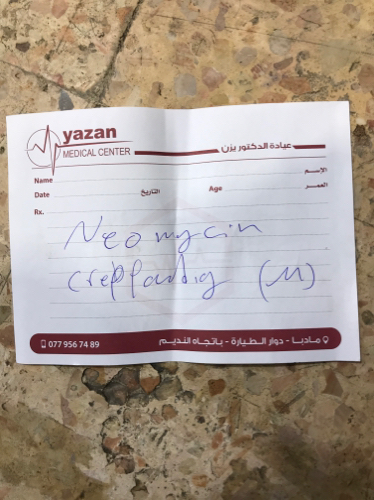 yazan
MEDICAL CENTER
عيادة الدكتور يزن
Name الإسم
Date التاريخ Age العمر
Rx.
Neomycin
(M)
077 956 74 89 مادبا - دوار الطيارة - باتجاه النديم